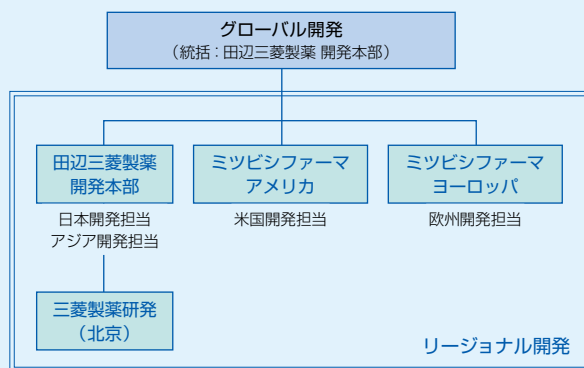 グローバル開発
（統括：田辺三菱製薬 開発本部）
田辺三菱製薬
開発本部
日本開発担当
アジア開発担当
ミツビシファーマ
アメリカ
米国開発担当
ミツビシファーマ
ヨーロッパ
欧州開発担当
三菱製薬研発
（北京）
リージョナル開発